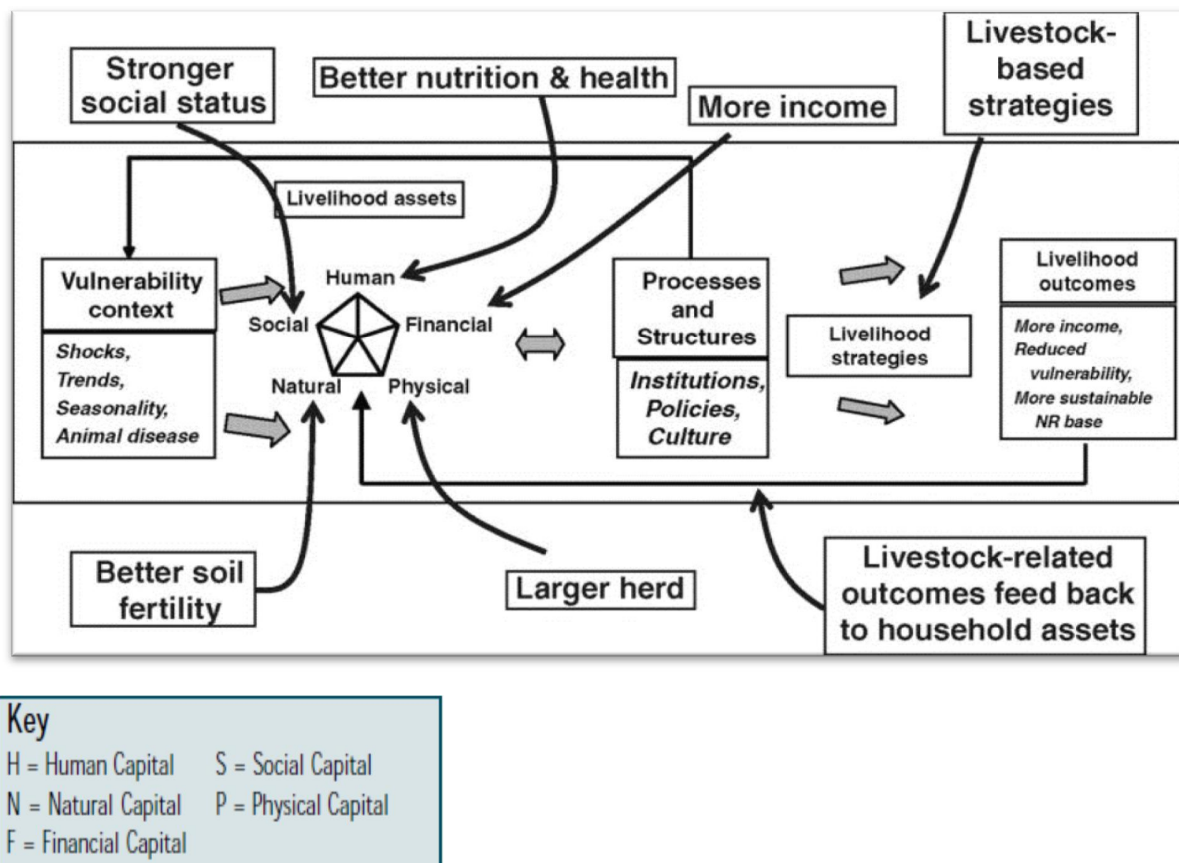 Stronger
social status
Better nutrition & health
More income
Livestock-
based
strategies
Livelihood assets
Vulnerability
context
Shocks,
Trends,
Seasonality,
Animal disease
Human
Social
Financial
Natural
Physical
Processes
and
Structures
Institutions,
Policies,
Culture
Livelihood
strategies
Livelihood
outcomes
More income,
Reduced
vulnerability,
More sustainable
NR base
Better soil
fertility
Larger herd
Livestock-related
outcomes feed back
to household assets
Key
H = Human Capital S = Social Capital
N = Natural Capital P = Physical Capital
F = Financial Capital